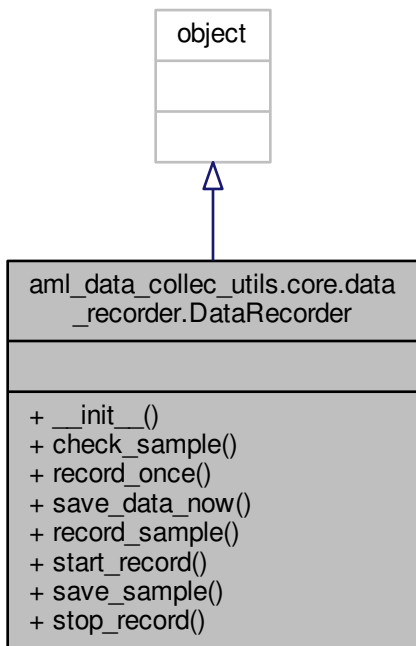 object
aml_data_collec_utils.core.data
_recorder.DataRecorder
+ __init__()
+ check_sample()
+ record_once()
+ save_data_now()
+ record_sample()
+ start_record()
+ save_sample()
+ stop_record()